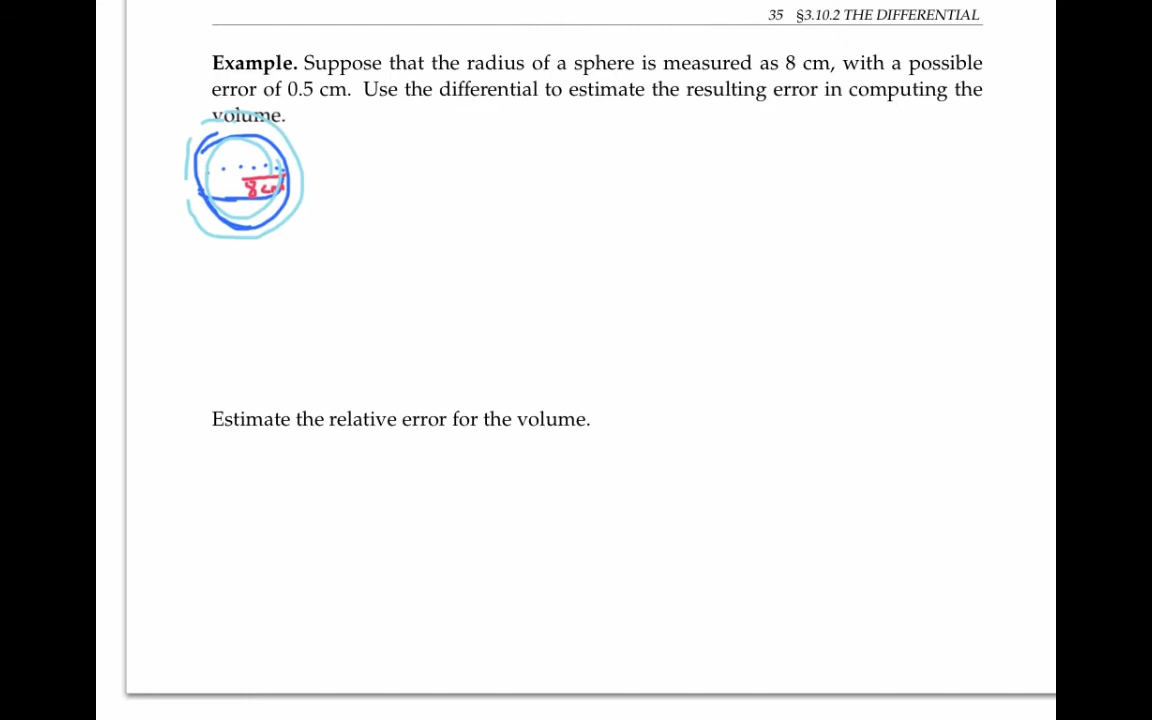 35 §3.10.2 THE DIFFERENTIAL
Example. Suppose that the radius of a sphere is measured as 8 cm, with a possible
error of 0.5 cm. Use the differential to estimate the resulting error in computing the
volume.
8 cm
Estimate the relative error for the volume.